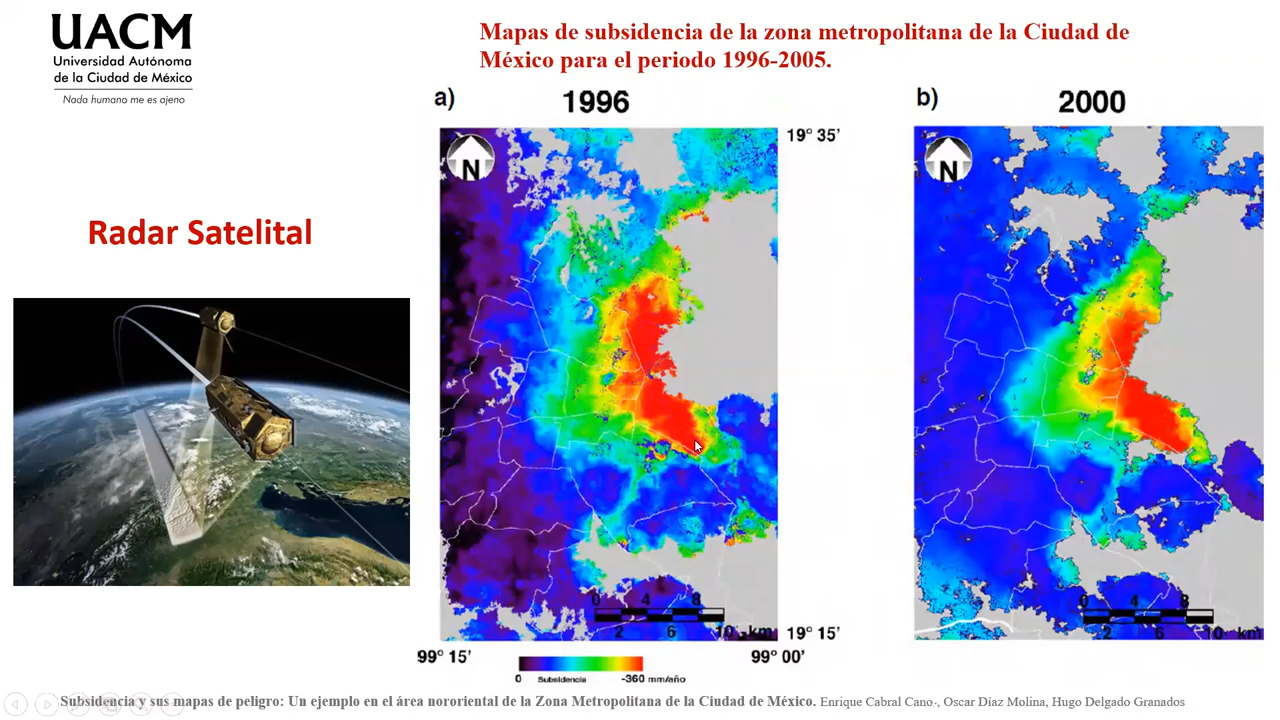 UACM
Universidad Autónoma
de la Ciudad de México
Nada humano me es ajeno
Mapas de subsidencia de la zona metropolitana de la Ciudad de
México para el periodo 1996-2005.
Radar Satelital
a)
1996
19° 35'
N
0 4 8
2 6 10 km
19° 15'
99° 15'
99° 00'
0 Subsidencia -360 mm/año
b)
2000
N
0 4 8
2 6 10 km
Subsidencia y sus mapas de peligro: Un ejemplo en el área nororiental de la Zona Metropolitana de la Ciudad de México. Enrique Cabral Cano-, Oscar Díaz Molina, Hugo Delgado Granados